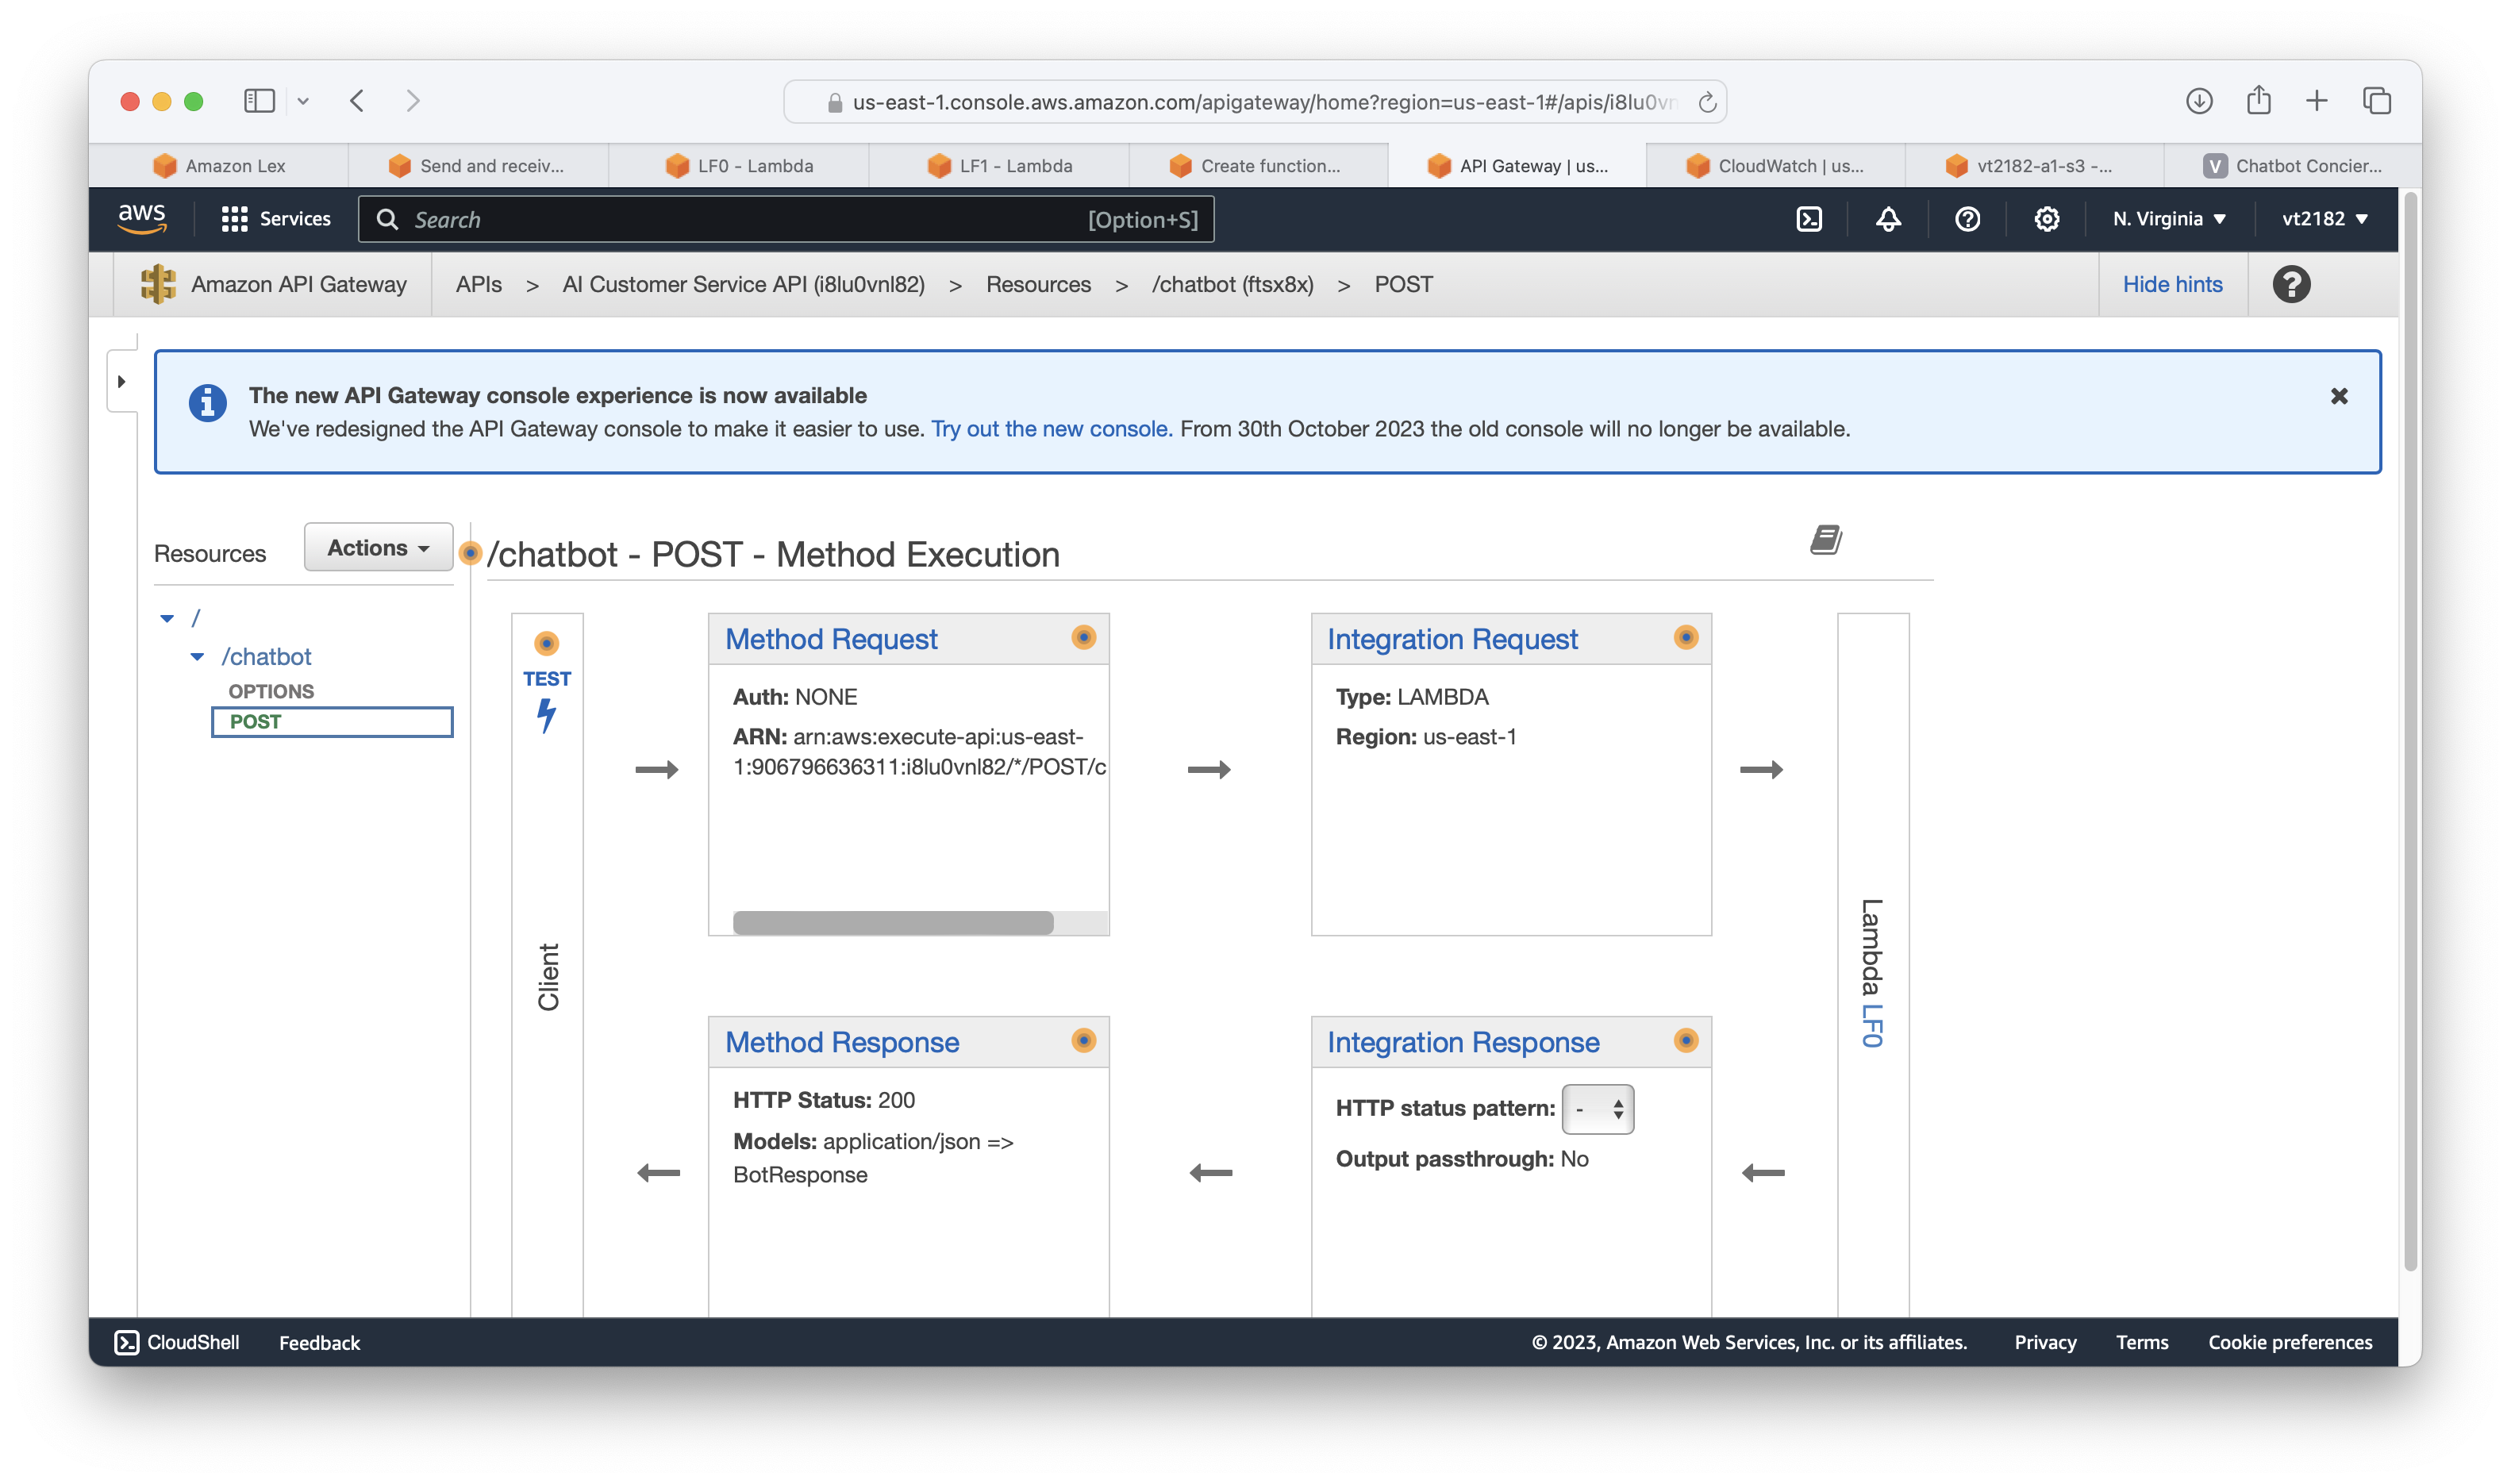 us-east-1.console.aws.amazon.com/apigateway/home?region=us-east-1#/apis/i8lu0vn
Amazon Lex
Send and receiv...
LF0 - Lambda
LF1 - Lambda
Create function...
API Gateway | us...
CloudWatch | us...
vt2182-a1-s3 -...
V Chatbot Concier...
aws
Services
Search
[Option+S]
N. Virginia
vt2182
Amazon API Gateway
APIs > AI Customer Service API (i8lu0vnl82) > Resources > /chatbot (ftsx8x) > POST
Hide hints
The new API Gateway console experience is now available
We've redesigned the API Gateway console to make it easier to use. Try out the new console. From 30th October 2023 the old console will no longer be available.
Resources
Actions
/
/chatbot
OPTIONS
POST
/chatbot - POST - Method Execution
TEST
Client
Method Request
Auth: NONE
ARN: arn:aws:execute-api:us-east-
1:906796636311:i8lu0vnl82/*/POST/c
Integration Request
Type: LAMBDA
Region: us-east-1
Lambda LF0
Method Response
HTTP Status: 200
Models: application/json =>
BotResponse
Integration Response
HTTP status pattern: -
Output passthrough: No
CloudShell
Feedback
© 2023, Amazon Web Services, Inc. or its affiliates.
Privacy
Terms
Cookie preferences